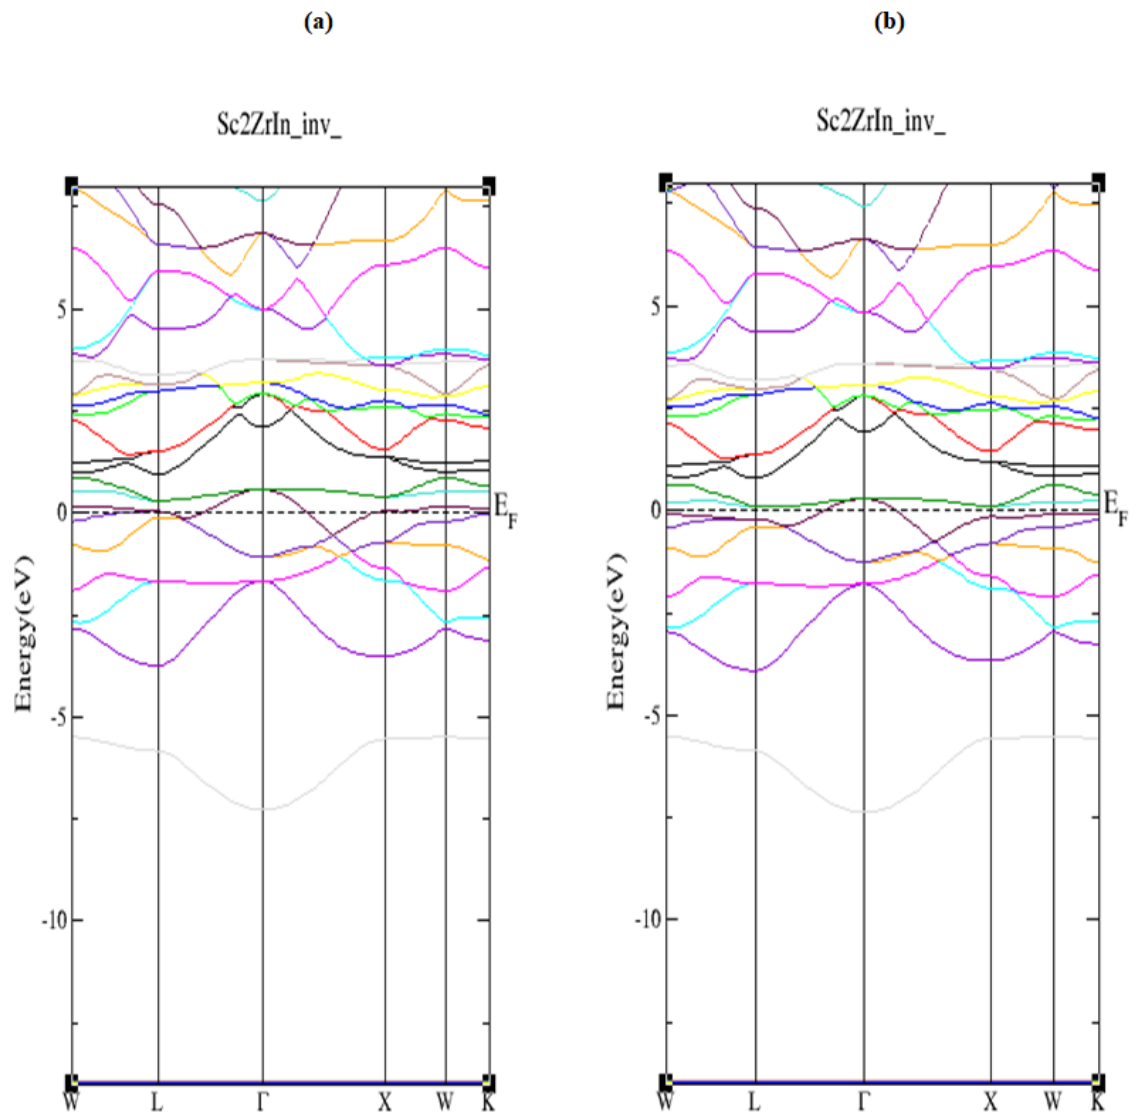 (a)
(b)
Sc2ZrIn_inv_
Sc2ZrIn_inv_
Energy(eV)
5
0
-5
-10
E_F
W L Γ X W K
Energy(eV)
5
0
-5
-10
E_F
W L Γ X W K